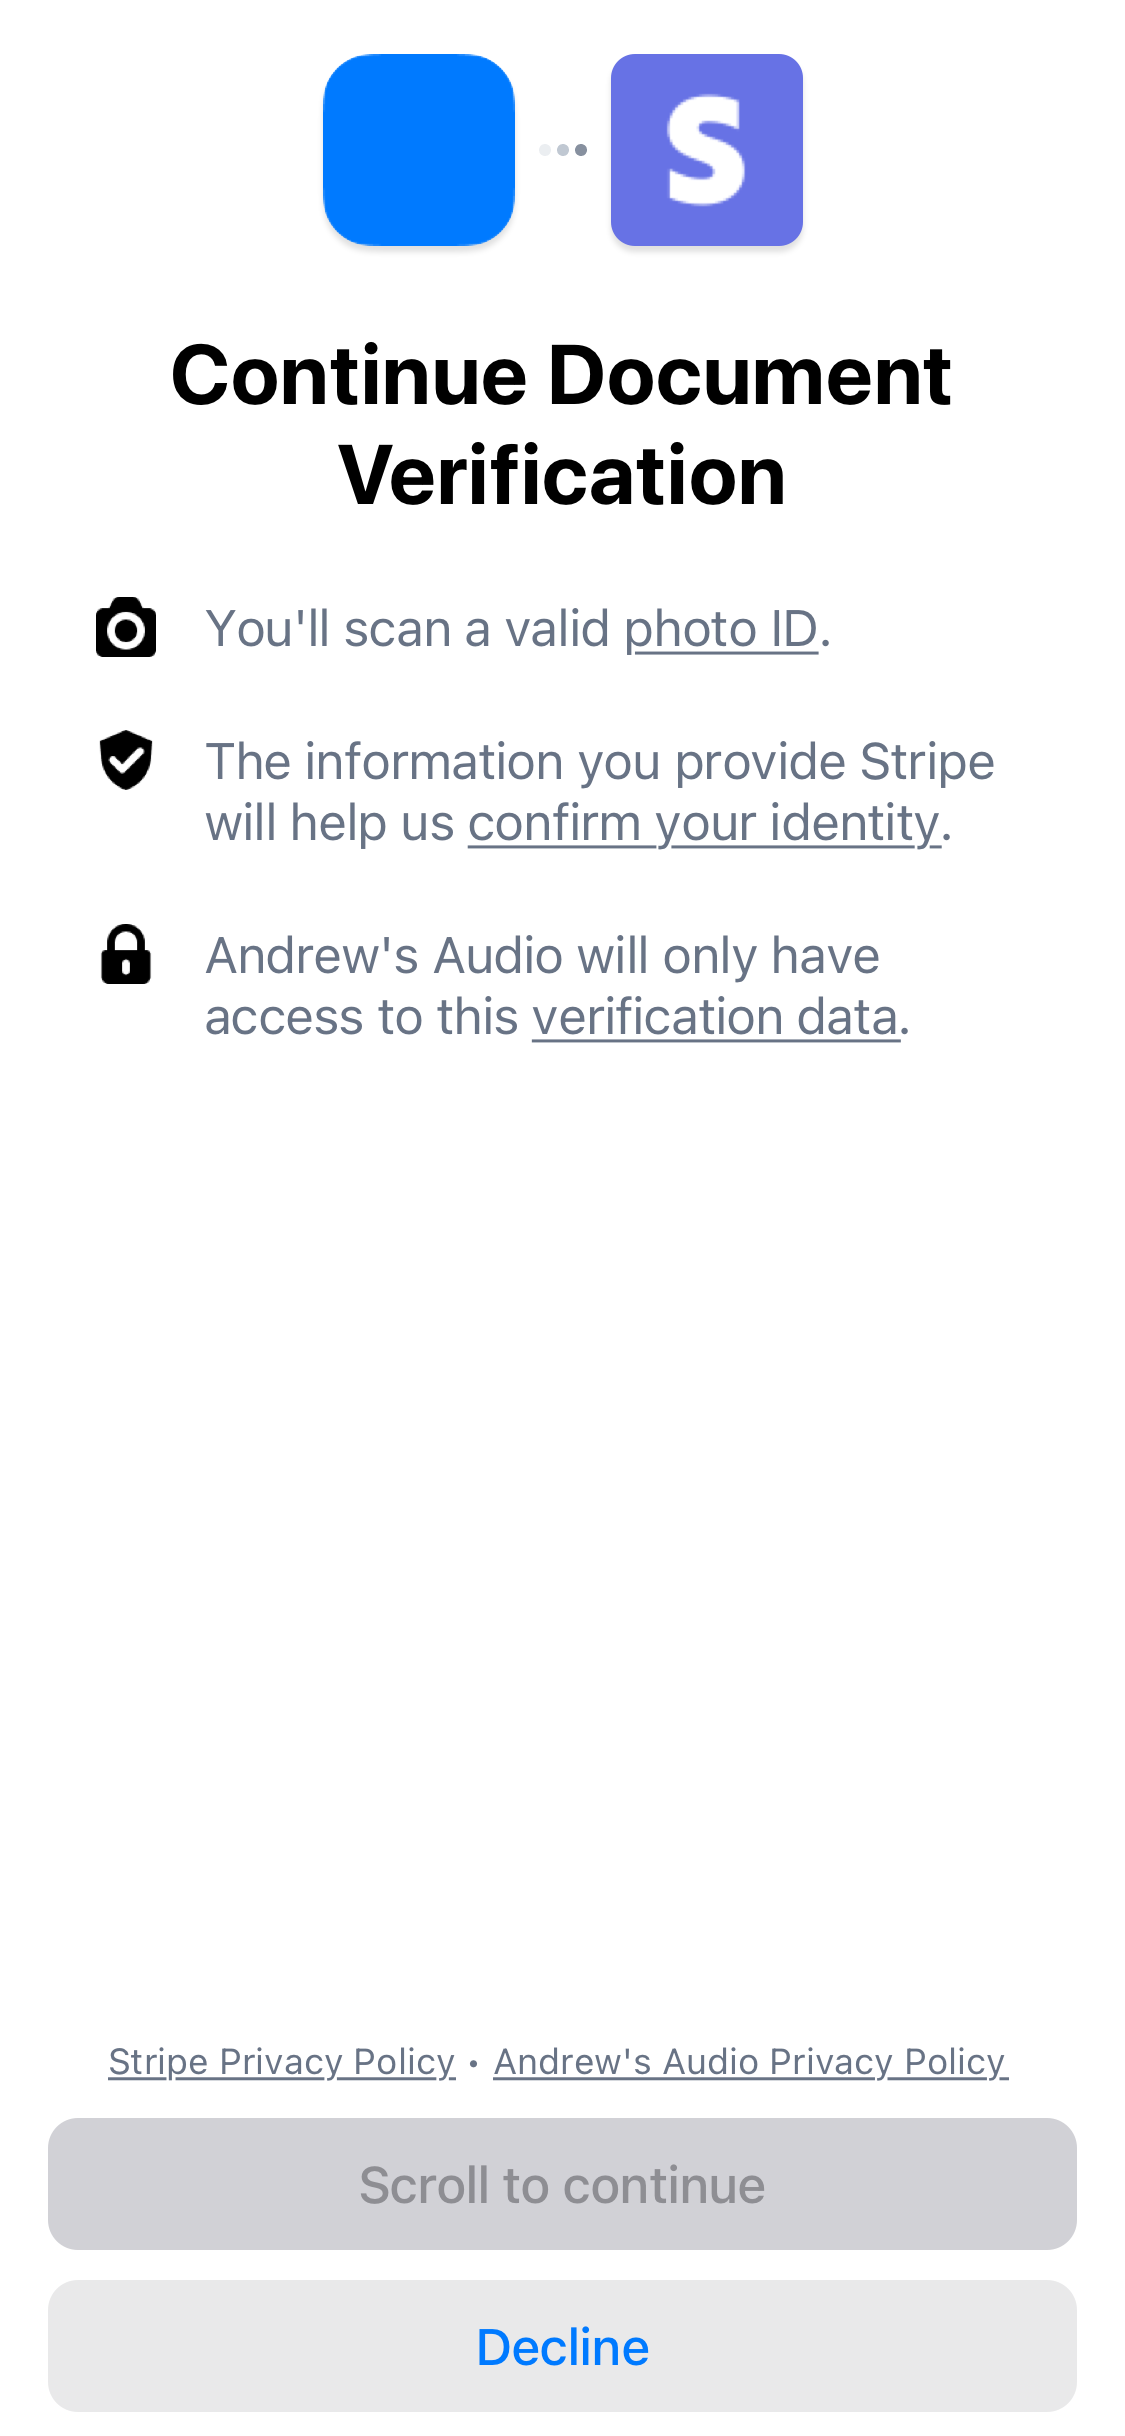 S
Continue Document
Verification
You'll scan a valid photo ID.
The information you provide Stripe
will help us confirm your identity.
Andrew's Audio will only have
access to this verification data.
Stripe Privacy Policy • Andrew's Audio Privacy Policy
Scroll to continue
Decline